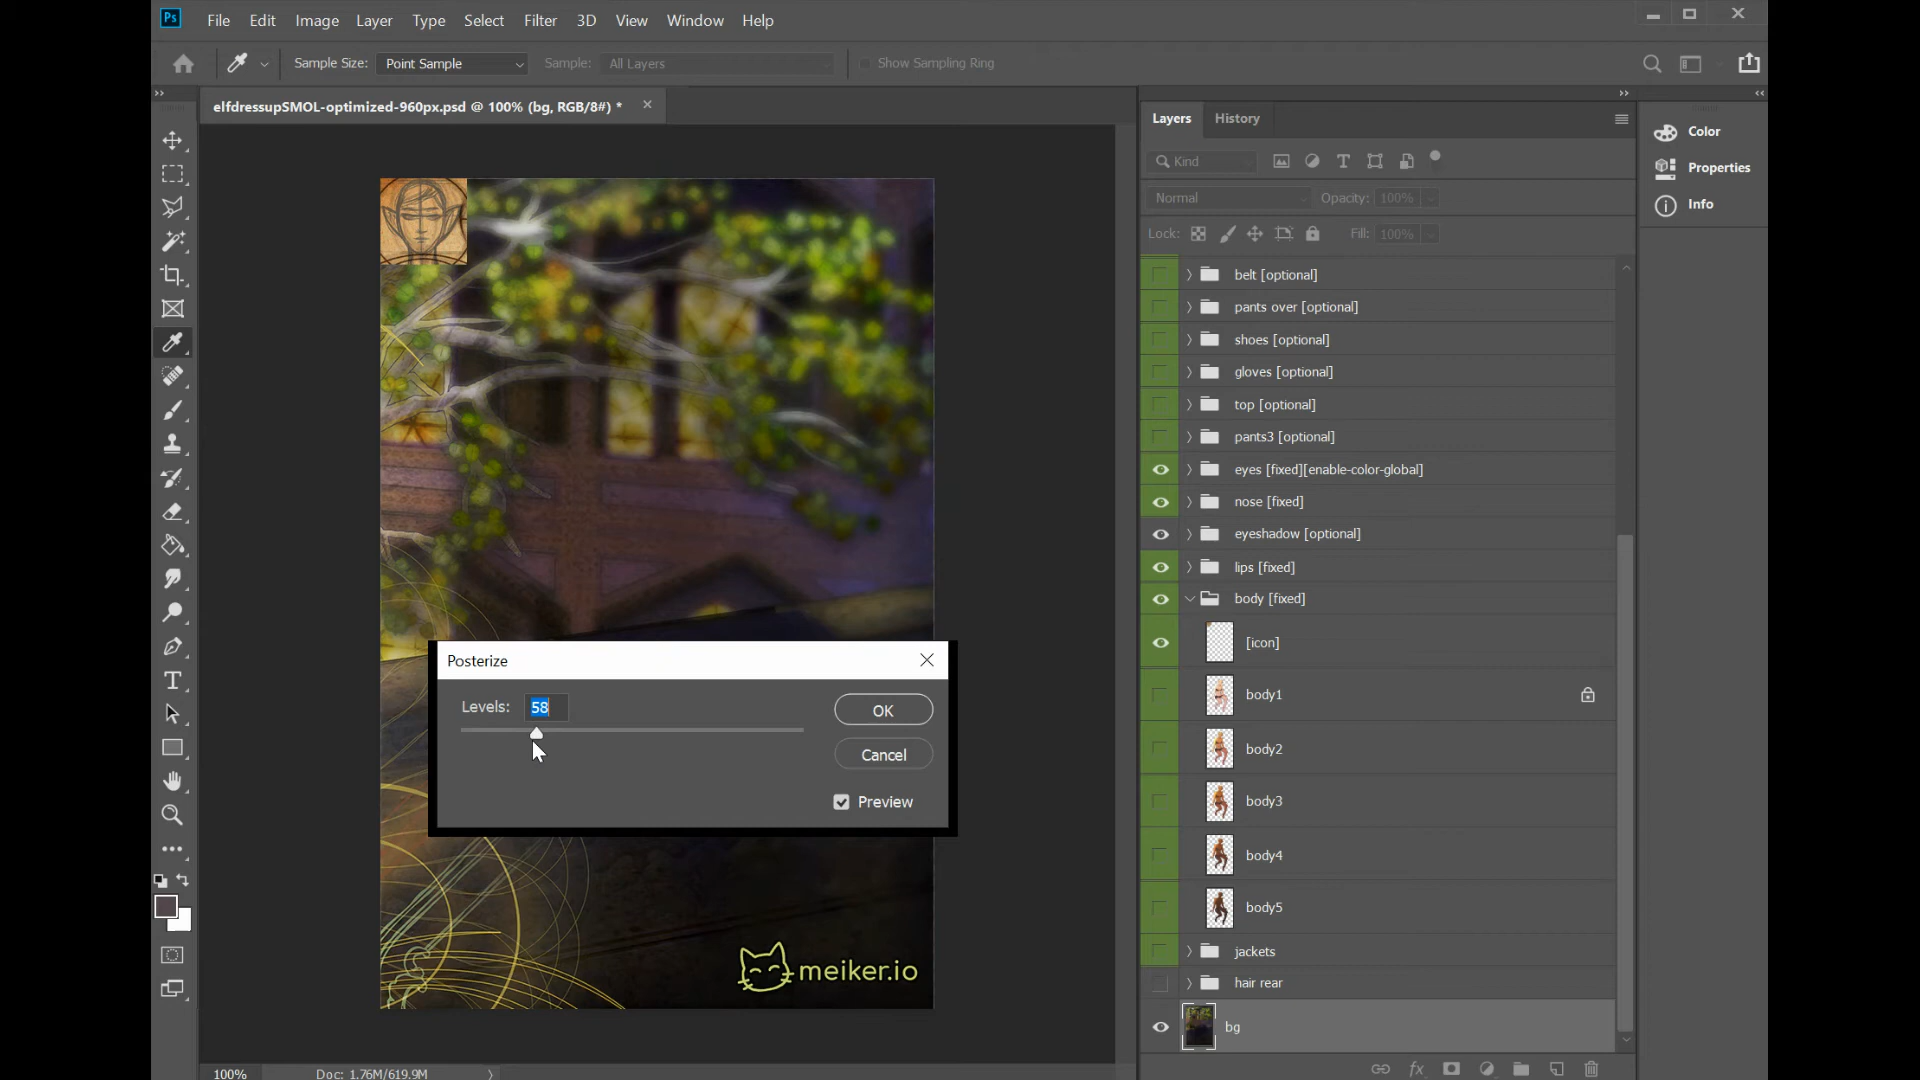 Ps File Edit Image Layer Type Select Filter 3D View Window Help
Sample Size: Point Sample Sample: All Layers Show Sampling Ring
elfdressupSMOL-optimized-960px.psd @ 100% (bg, RGB/8#) *
Layers History
Color
Properties
Info
Kind
Normal Opacity: 100%
Lock: Fill: 100%
belt [optional]
pants over [optional]
shoes [optional]
gloves [optional]
top [optional]
pants3 [optional]
eyes [fixed][enable-color-global]
nose [fixed]
eyeshadow [optional]
lips [fixed]
body [fixed]
[icon]
body1
body2
body3
body4
body5
jackets
hair rear
bg
Posterize
Levels: 58
OK
Cancel
Preview
meiker.io
100% Doc: 1.76M/619.9M